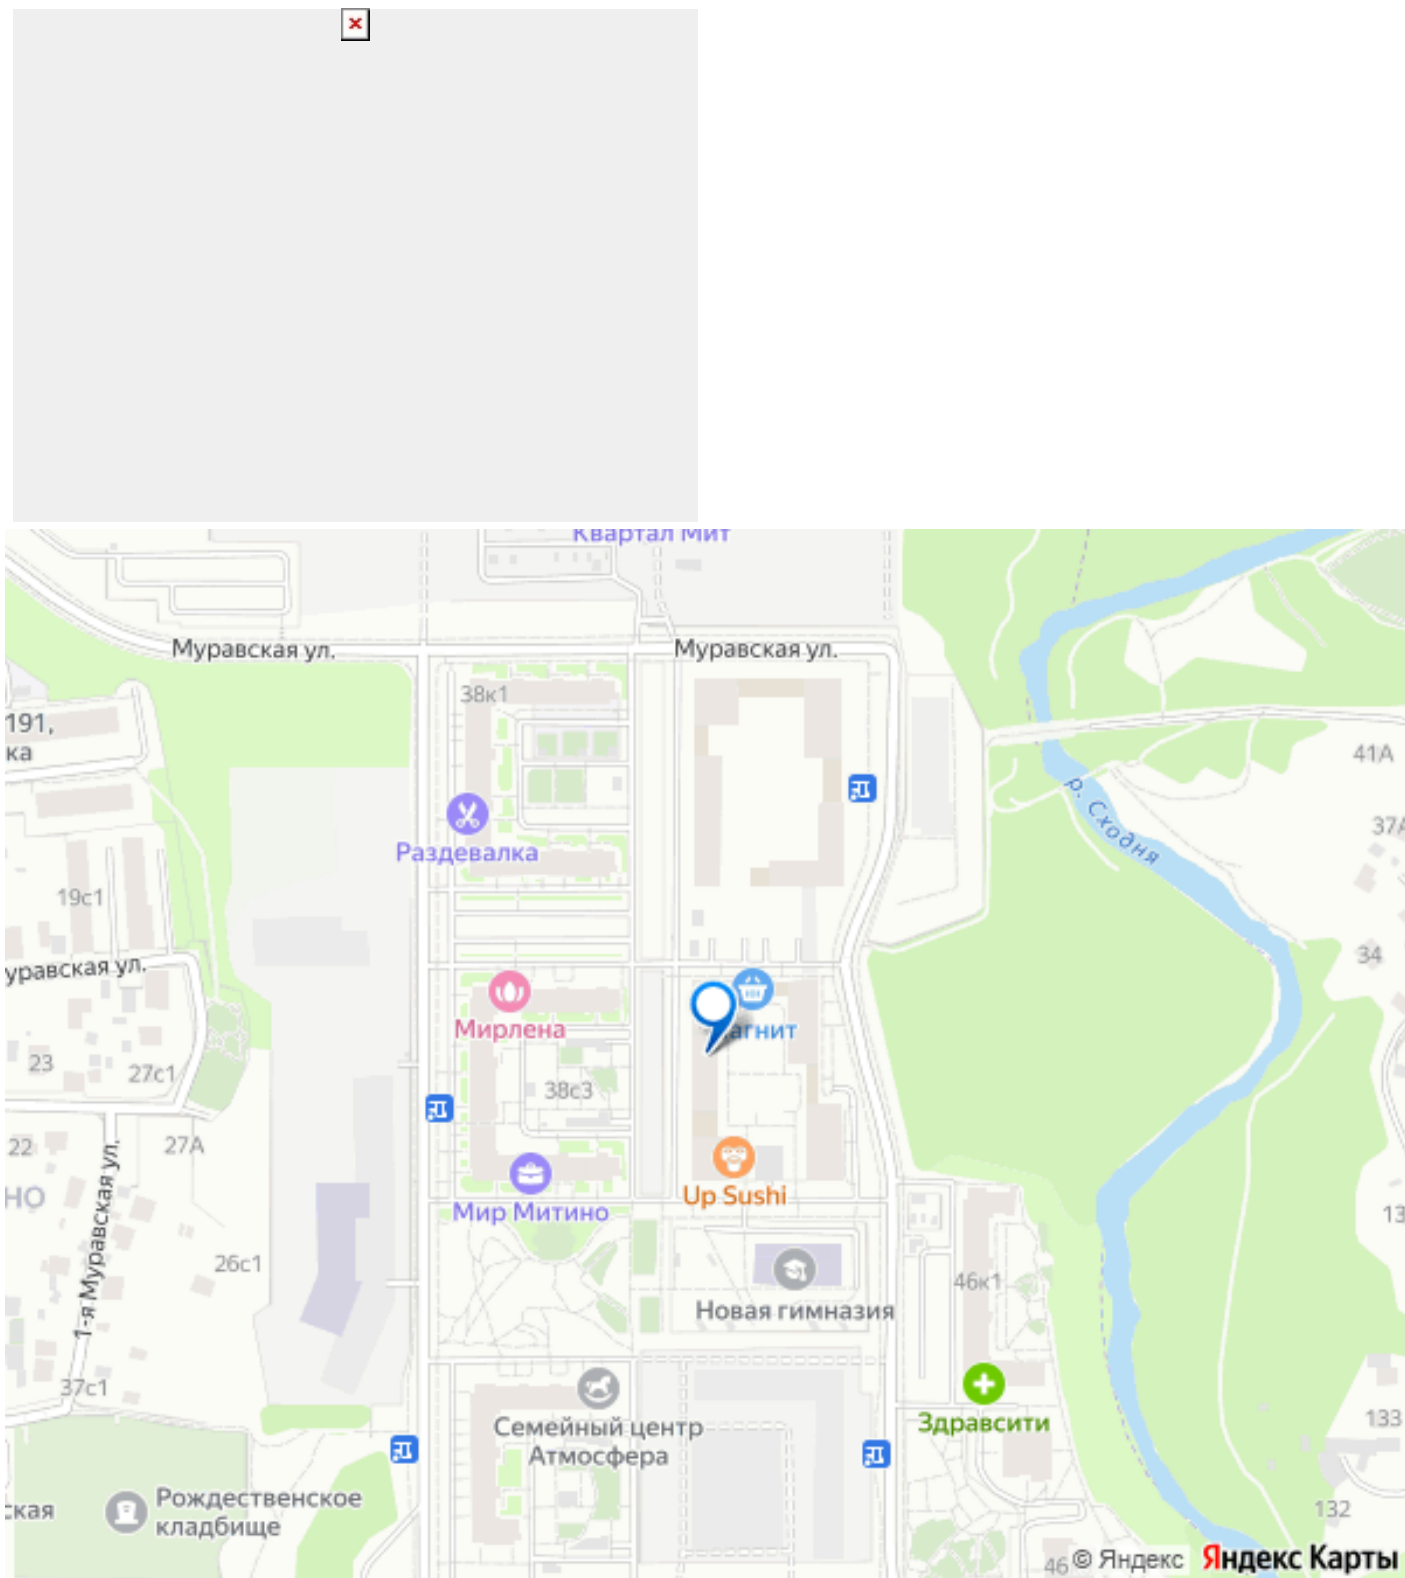 Квартал Мит
Муравская ул.
Муравская ул.
38к1
191,
ка
41А
37А
р. Сходня
Раздевалка
19с1
34
уравская ул.
Мирлена
агнит
23
27с1
38с3
22
27А
НО
1-я Муравская ул.
Up Sushi
Мир Митино
13
26с1
46к1
Новая гимназия
37с1
Здравсити
133
Семейный центр
Атмосфера
ская
Рождественское
кладбище
132
46
© Яндекс
Яндекс Карты